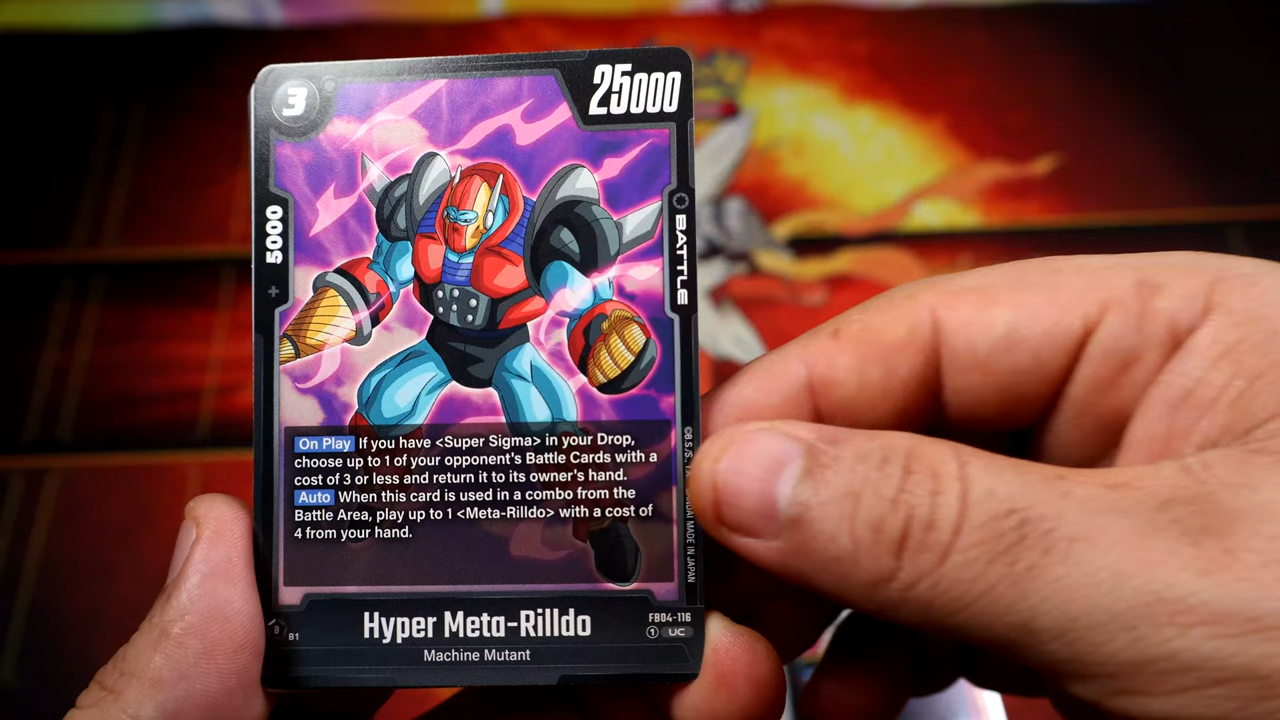 3
25000
5000
+
BATTLE
On Play If you have <Super Sigma> in your Drop,
choose up to 1 of your opponent's Battle Cards with a
cost of 3 or less and return it to its owner's hand.
Auto When this card is used in a combo from the
Battle Area, play up to 1 <Meta-Rilldo> with a cost of
4 from your hand.
MADE IN JAPAN
Hyper Meta-Rilldo
FB04-116
B1
1 UC
Machine Mutant